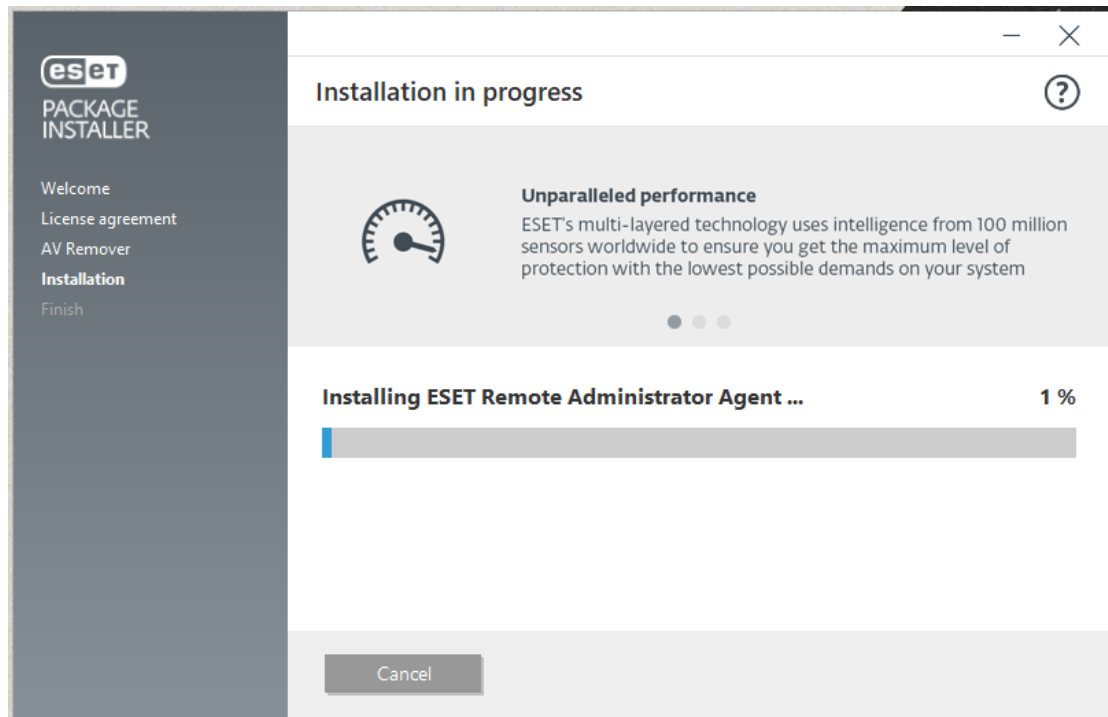 eseT
PACKAGE
INSTALLER
Welcome
License agreement
AV Remover
Installation
Finish
Installation in progress
?
Unparalleled performance
ESET's multi-layered technology uses intelligence from 100 million
sensors worldwide to ensure you get the maximum level of
protection with the lowest possible demands on your system
Installing ESET Remote Administrator Agent ...
1 %
Cancel